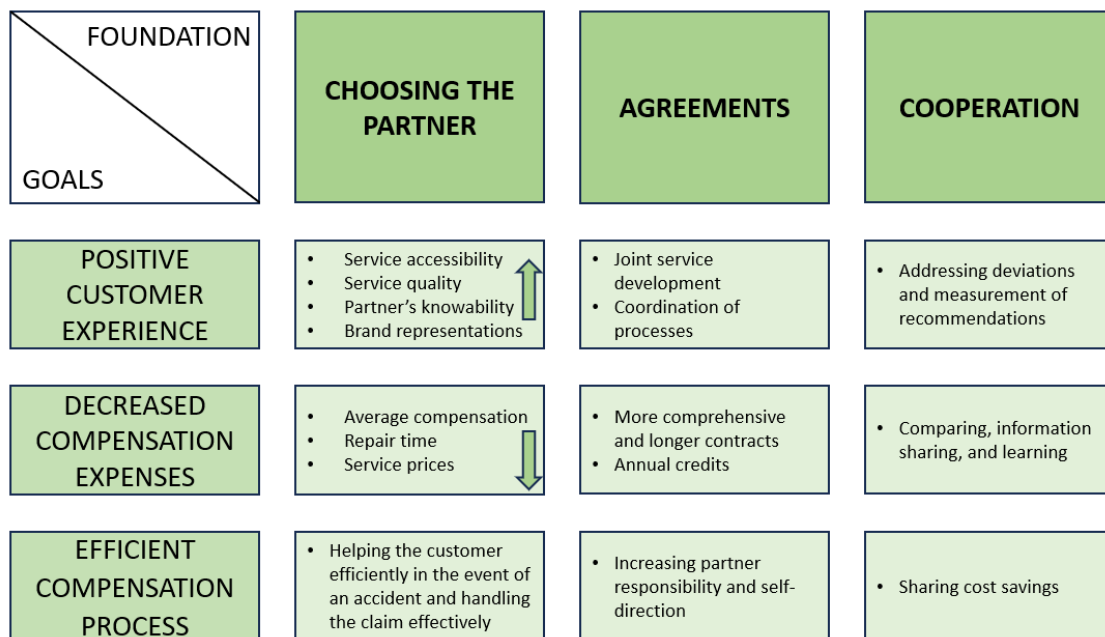 FOUNDATION
GOALS
CHOOSING THE
PARTNER
AGREEMENTS
COOPERATION
POSITIVE
CUSTOMER
EXPERIENCE
• Service accessibility
• Service quality
• Partner's knowability
• Brand representations
• Joint service
development
• Coordination of
processes
• Addressing deviations
and measurement of
recommendations
DECREASED
COMPENSATION
EXPENSES
• Average compensation
• Repair time
• Service prices
• More comprehensive
and longer contracts
• Annual credits
• Comparing, information
sharing, and learning
EFFICIENT
COMPENSATION
PROCESS
• Helping the customer
efficiently in the event of
an accident and handling
the claim effectively
• Increasing partner
responsibility and self-
direction
• Sharing cost savings